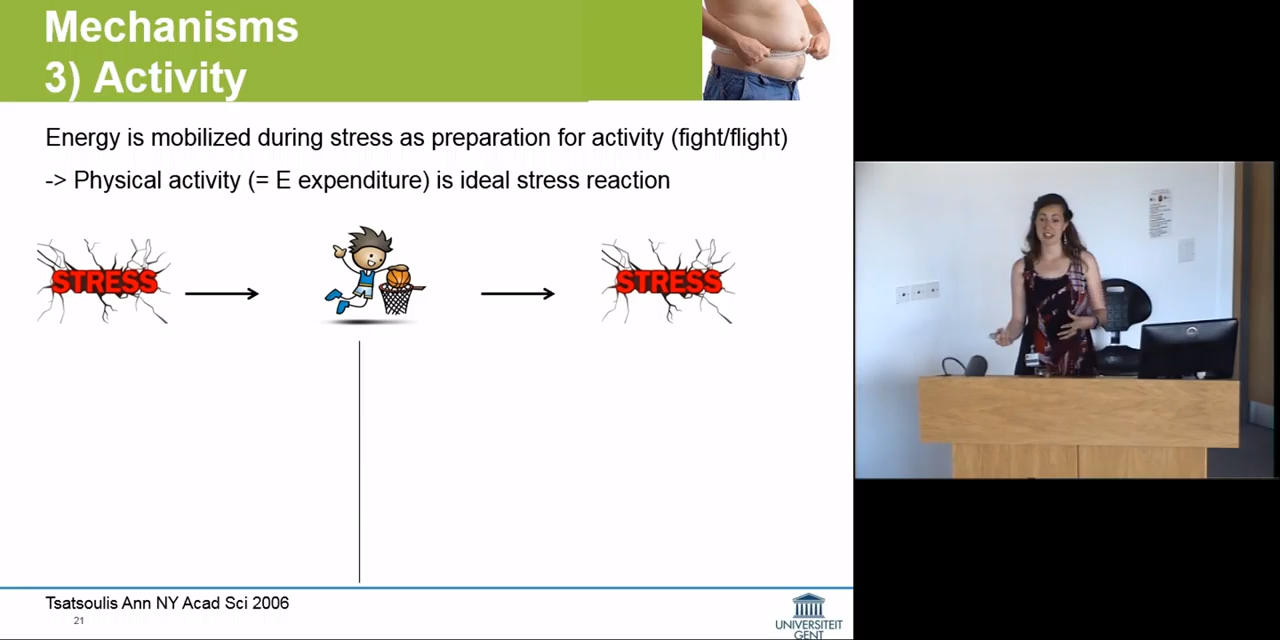 Mechanisms
3) Activity
Energy is mobilized during stress as preparation for activity (fight/flight)
-> Physical activity (= E expenditure) is ideal stress reaction
STRESS
STRESS
Tsatsoulis Ann NY Acad Sci 2006
21
UNIVERSITEIT
GENT